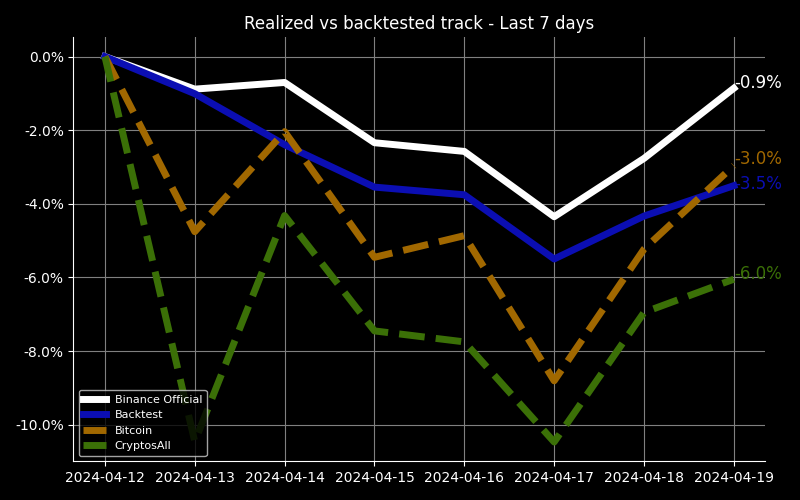 Realized vs backtested track - Last 7 days
0.0%
-2.0%
-4.0%
-6.0%
-8.0%
-10.0%
-0.9%
-3.0%
-3.5%
-6.0%
Binance Official
Backtest
Bitcoin
CryptosAll
2024-04-12 2024-04-13 2024-04-14 2024-04-15 2024-04-16 2024-04-17 2024-04-18 2024-04-19